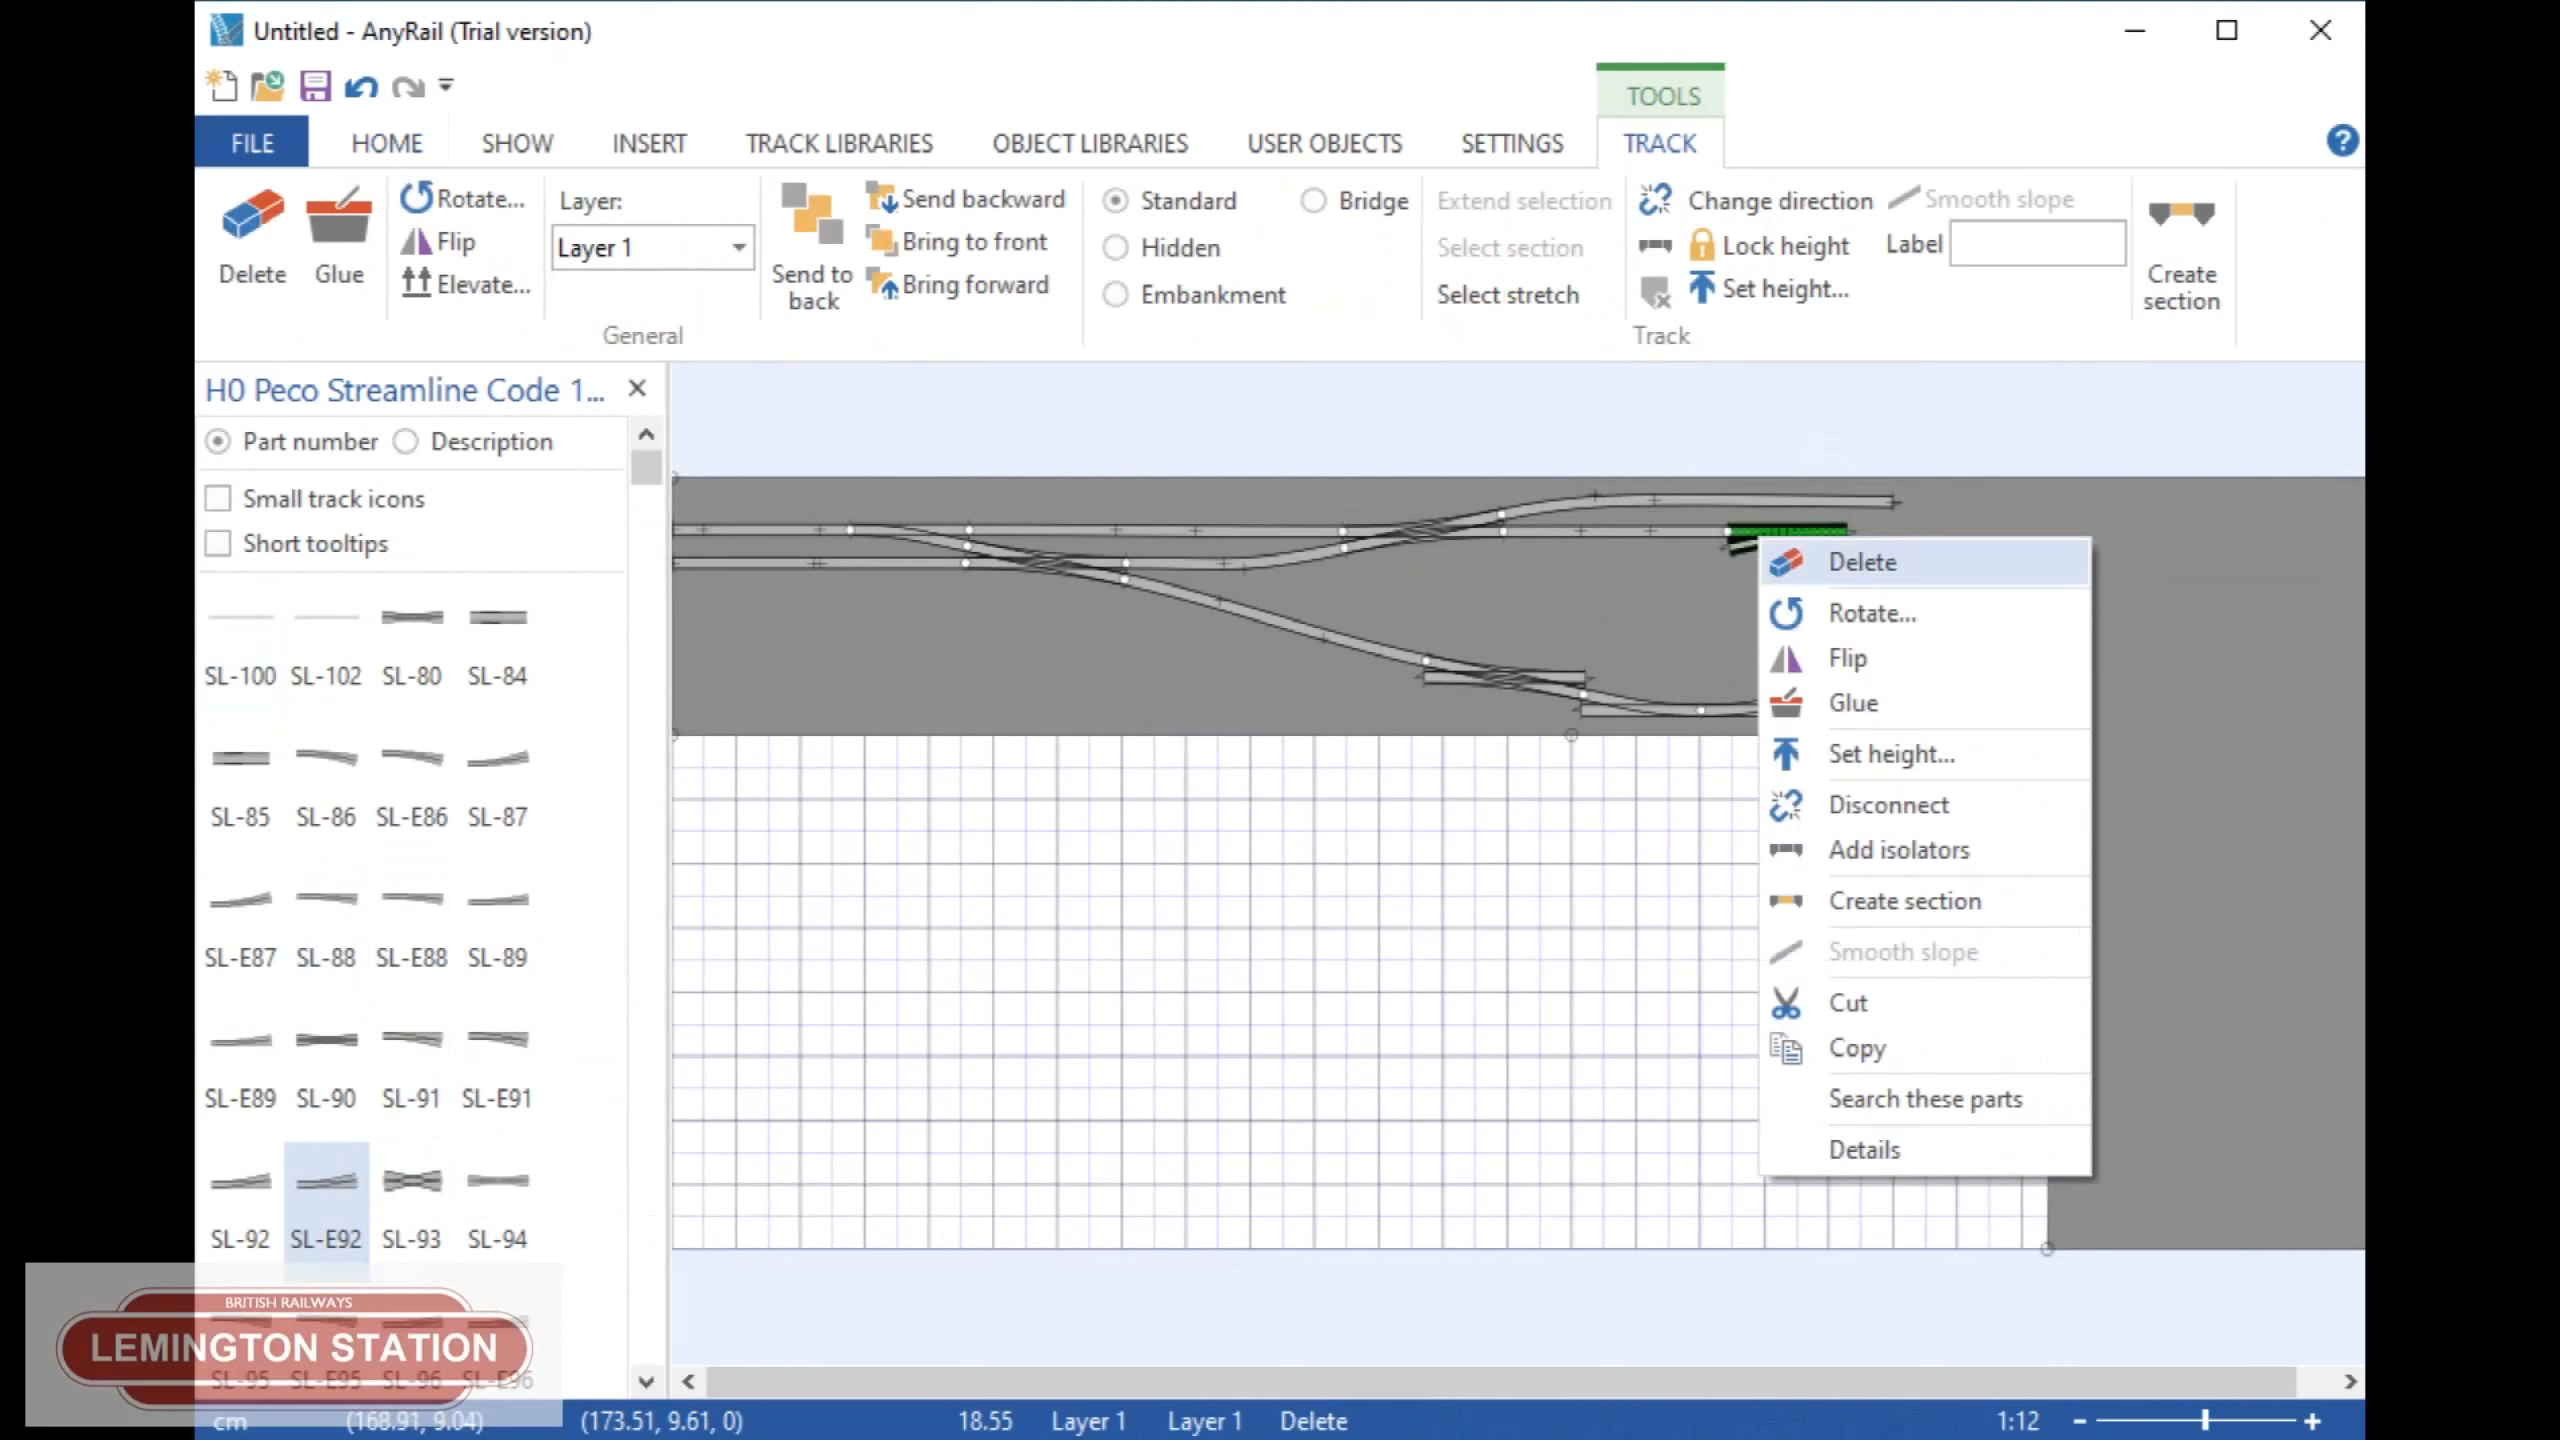 Untitled - AnyRail (Trial version)
TOOLS
FILE HOME SHOW INSERT TRACK LIBRARIES OBJECT LIBRARIES USER OBJECTS SETTINGS TRACK
?
Delete
Glue
Rotate...
Flip
Elevate...
Layer:
Layer 1
General
Send to
back
Send backward
Bring to front
Bring forward
Standard
Hidden
Embankment
Bridge
Extend selection
Select section
Select stretch
Change direction
Lock height
Set height...
Smooth slope
Label
Track
Create
section
H0 Peco Streamline Code 1...
Part number Description
Small track icons
Short tooltips
SL-100 SL-102 SL-80 SL-84
SL-85 SL-86 SL-E86 SL-87
SL-E87 SL-88 SL-E88 SL-89
SL-E89 SL-90 SL-91 SL-E91
SL-92 SL-E92 SL-93 SL-94
SL-95 SL-E95 SL-96 SL-E96
Delete
Rotate...
Flip
Glue
Set height...
Disconnect
Add isolators
Create section
Smooth slope
Cut
Copy
Search these parts
Details
BRITISH RAILWAYS
LEMINGTON STATION
cm (168.91, 9.04) (173.51, 9.61, 0) 18.55 Layer 1 Layer 1 Delete 1:12